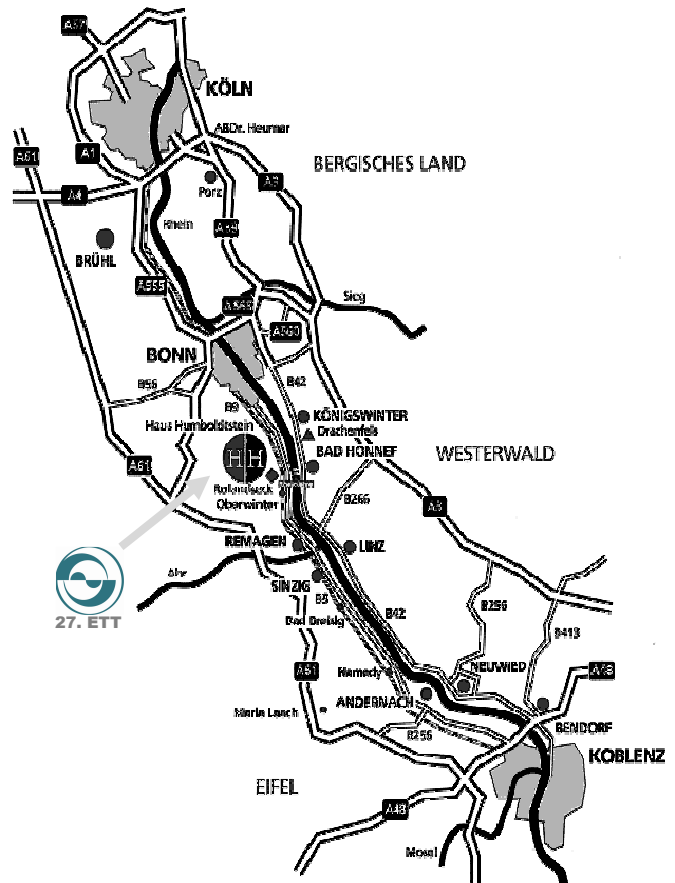 A57
KÖLN
ABDr. Heumar
A61
A1
BERGISCHES LAND
A3
A4
Porz
Rhein
A59
BRÜHL
A555
Sieg
A565
A560
BONN
B56
B42
B9
KÖNIGSWINTER
Haus Humboldtstein
Drachenfels
BAD HONNEF
WESTERWALD
HH
A61
Rolandseck
B266
Oberwinter
A3
REMAGEN
LINZ
Ahr
SINZIG
27. ETT
B9
B42
B256
Bad Breisig
B413
A61
Namedy
NEUWIED
A48
ANDERNACH
Maria Laach
BENDORF
B256
KOBLENZ
EIFEL
A48
Mosel